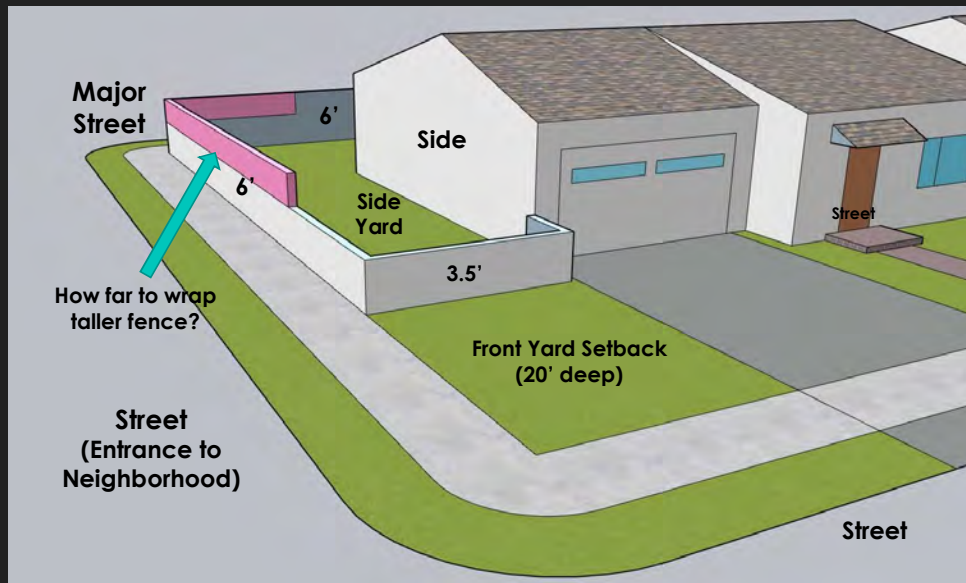 Major
Street
6’
Side
6’
Side
Yard
Street
3.5’
How far to wrap
taller fence?
Front Yard Setback
(20’ deep)
Street
(Entrance to
Neighborhood)
Street